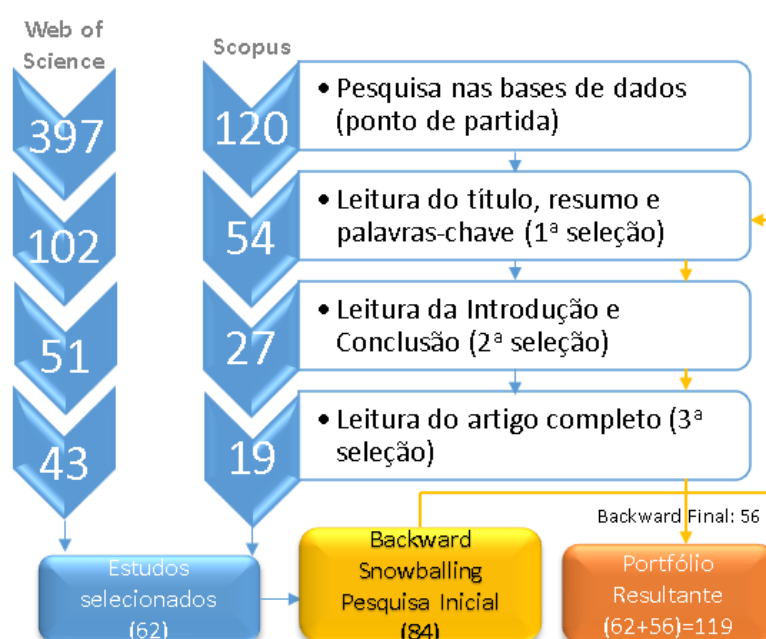 Web of
Science
Scopus
397
120
• Pesquisa nas bases de dados
(ponto de partida)
102
54
• Leitura do título, resumo e
palavras-chave (1ª seleção)
51
27
• Leitura da Introdução e
Conclusão (2ª seleção)
43
19
• Leitura do artigo completo (3ª
seleção)
Backward Final: 56
Estudos
selecionados
(62)
Backward
Snowballing
Pesquisa Inicial
(84)
Portfólio
Resultante
(62+56)=119